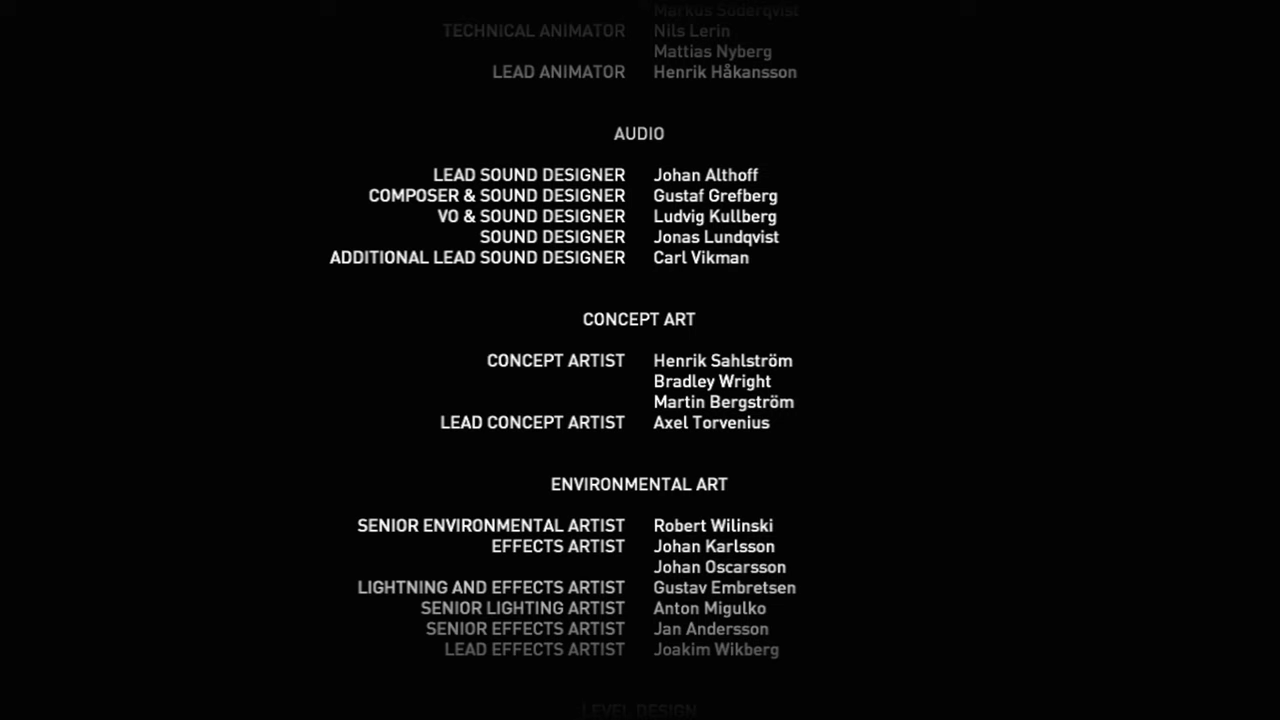 Markus Söderqvist
TECHNICAL ANIMATOR Nils Lerin
Mattias Nyberg
LEAD ANIMATOR Henrik Håkansson
AUDIO
LEAD SOUND DESIGNER Johan Althoff
COMPOSER & SOUND DESIGNER Gustaf Grefberg
VO & SOUND DESIGNER Ludvig Kullberg
SOUND DESIGNER Jonas Lundqvist
ADDITIONAL LEAD SOUND DESIGNER Carl Vikman
CONCEPT ART
CONCEPT ARTIST Henrik Sahlström
Bradley Wright
Martin Bergström
LEAD CONCEPT ARTIST Axel Torvenius
ENVIRONMENTAL ART
SENIOR ENVIRONMENTAL ARTIST Robert Wilinski
EFFECTS ARTIST Johan Karlsson
Johan Oscarsson
LIGHTNING AND EFFECTS ARTIST Gustav Embretsen
SENIOR LIGHTING ARTIST Anton Migulko
SENIOR EFFECTS ARTIST Jan Andersson
LEAD EFFECTS ARTIST Joakim Wikberg
LEVEL DESIGN